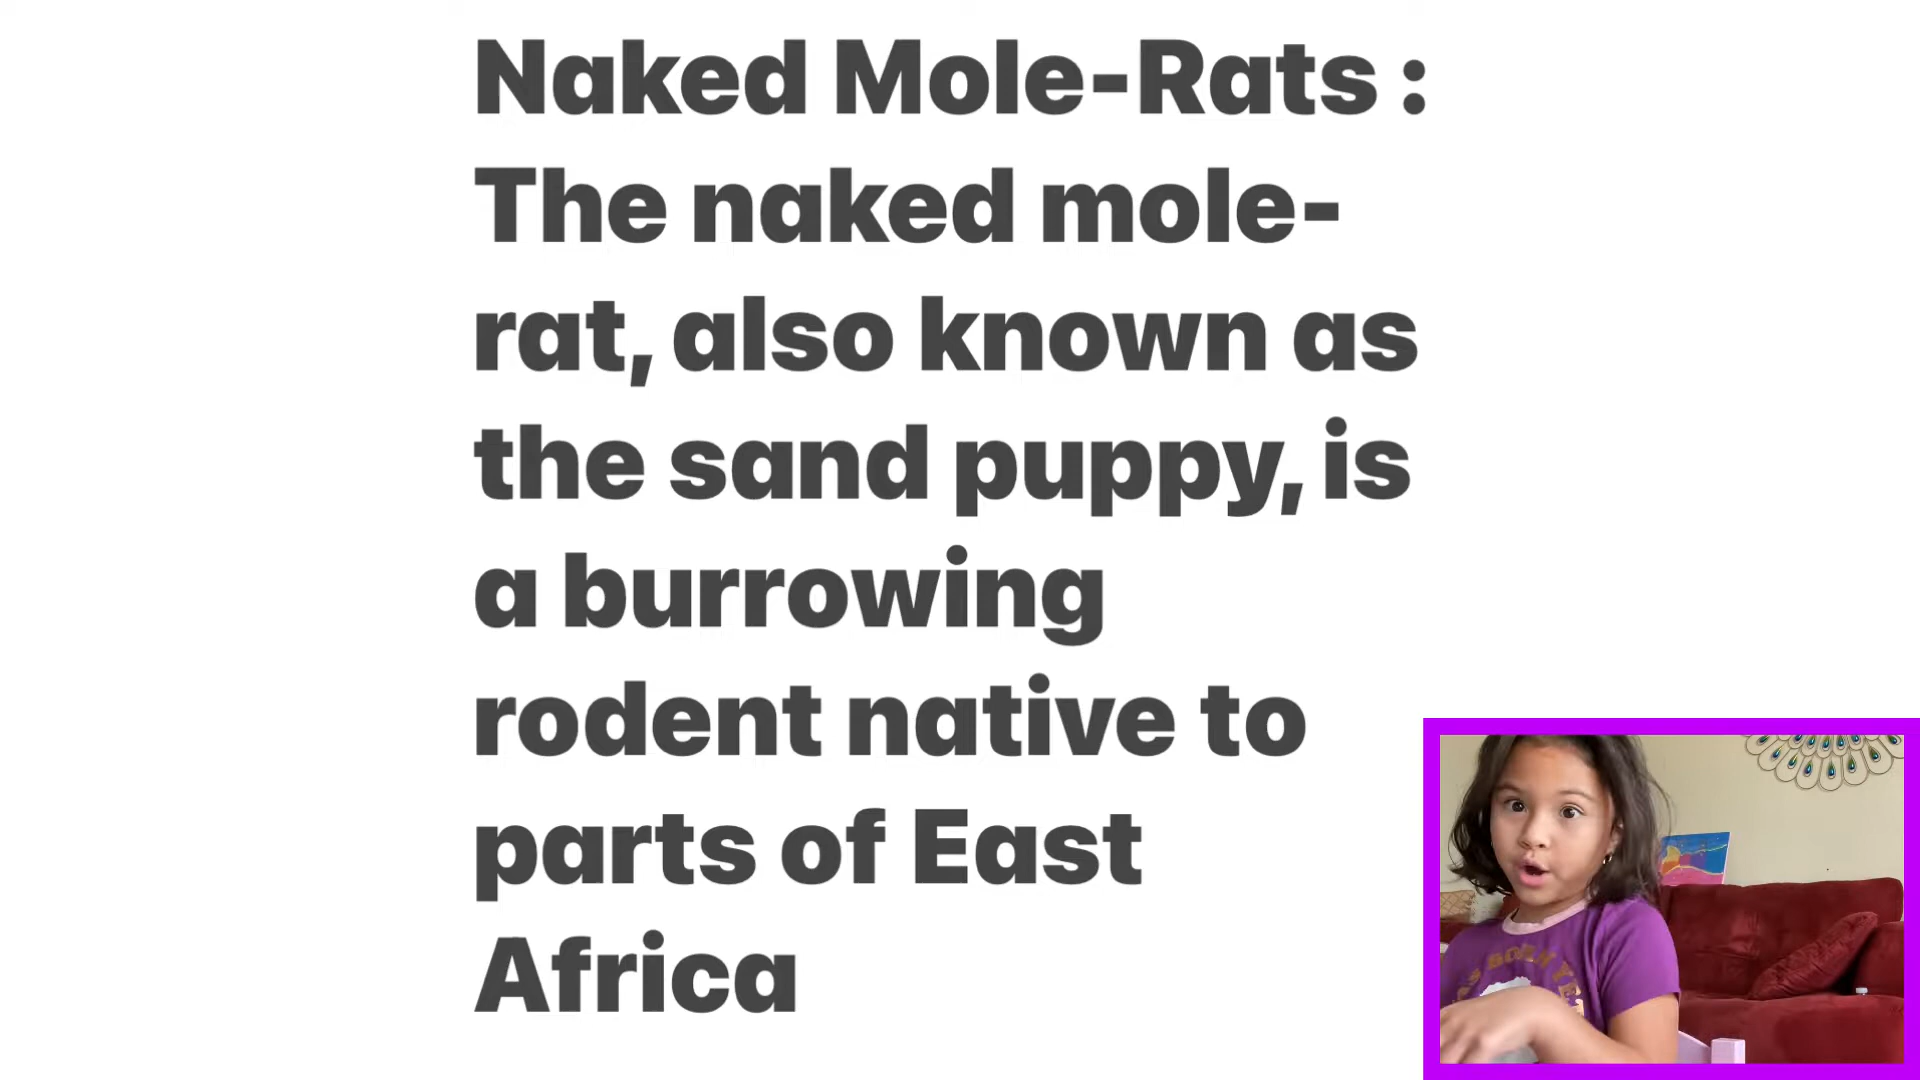 Naked Mole-Rats :
The naked mole-
rat, also known as
the sand puppy, is
a burrowing
rodent native to
parts of East
Africa
BORN